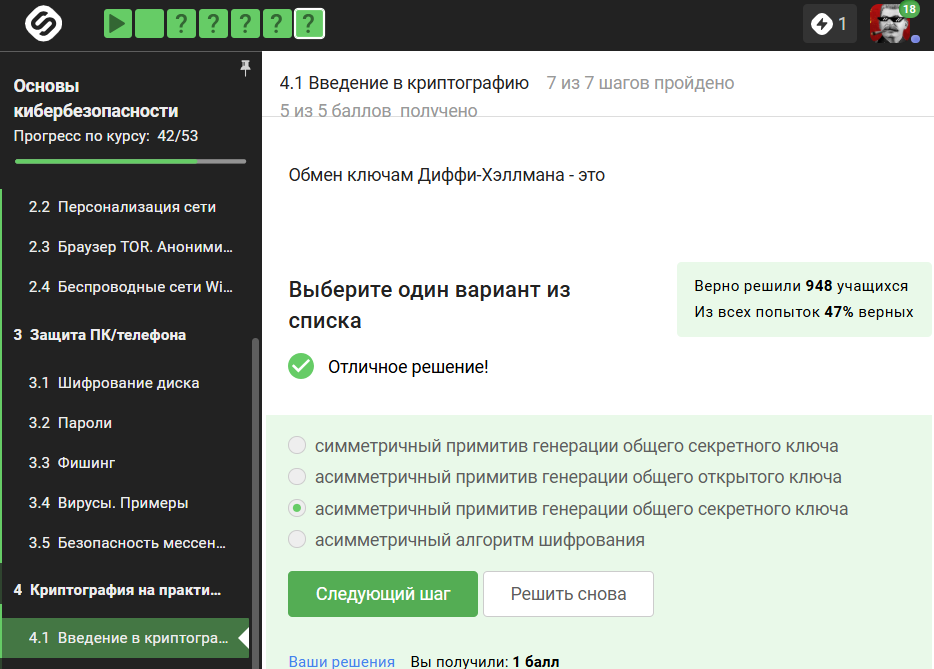 ? ? ? ? ?
1
18
Основы
кибербезопасности
Прогресс по курсу: 42/53
2.2 Персонализация сети
2.3 Браузер TOR. Аноними...
2.4 Беспроводные сети Wi...
3 Защита ПК/телефона
3.1 Шифрование диска
3.2 Пароли
3.3 Фишинг
3.4 Вирусы. Примеры
3.5 Безопасность мессен...
4 Криптография на практи...
4.1 Введение в криптогра...
4.1 Введение в криптографию 7 из 7 шагов пройдено
5 из 5 баллов получено
Обмен ключам Диффи-Хэллмана - это
Выберите один вариант из
списка
Верно решили 948 учащихся
Из всех попыток 47% верных
Отличное решение!
симметричный примитив генерации общего секретного ключа
асимметричный примитив генерации общего открытого ключа
асимметричный примитив генерации общего секретного ключа
асимметричный алгоритм шифрования
Следующий шаг Решить снова
Ваши решения Вы получили: 1 балл